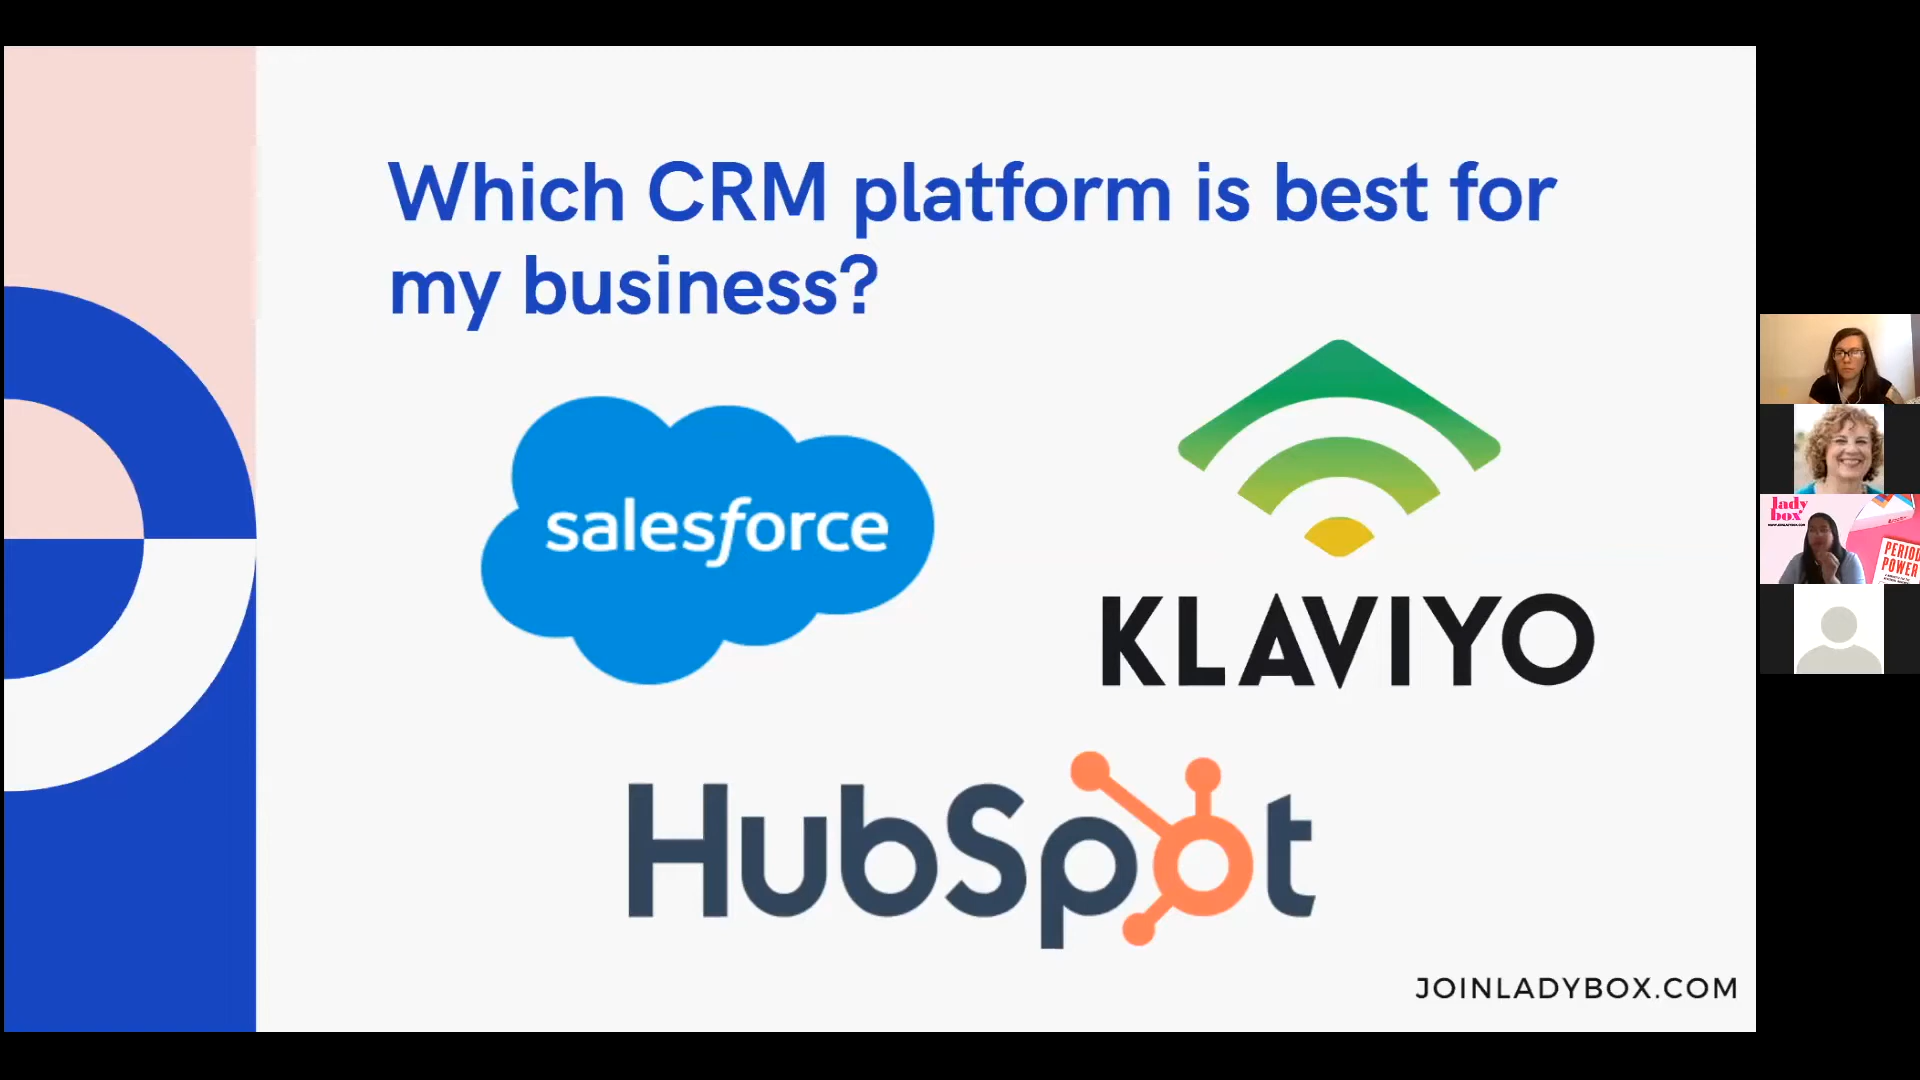 Which CRM platform is best for
my business?
salesforce
KLAVIYO
HubSpot
JOINLADYBOX.COM
lady
box
PERIOD
POWER